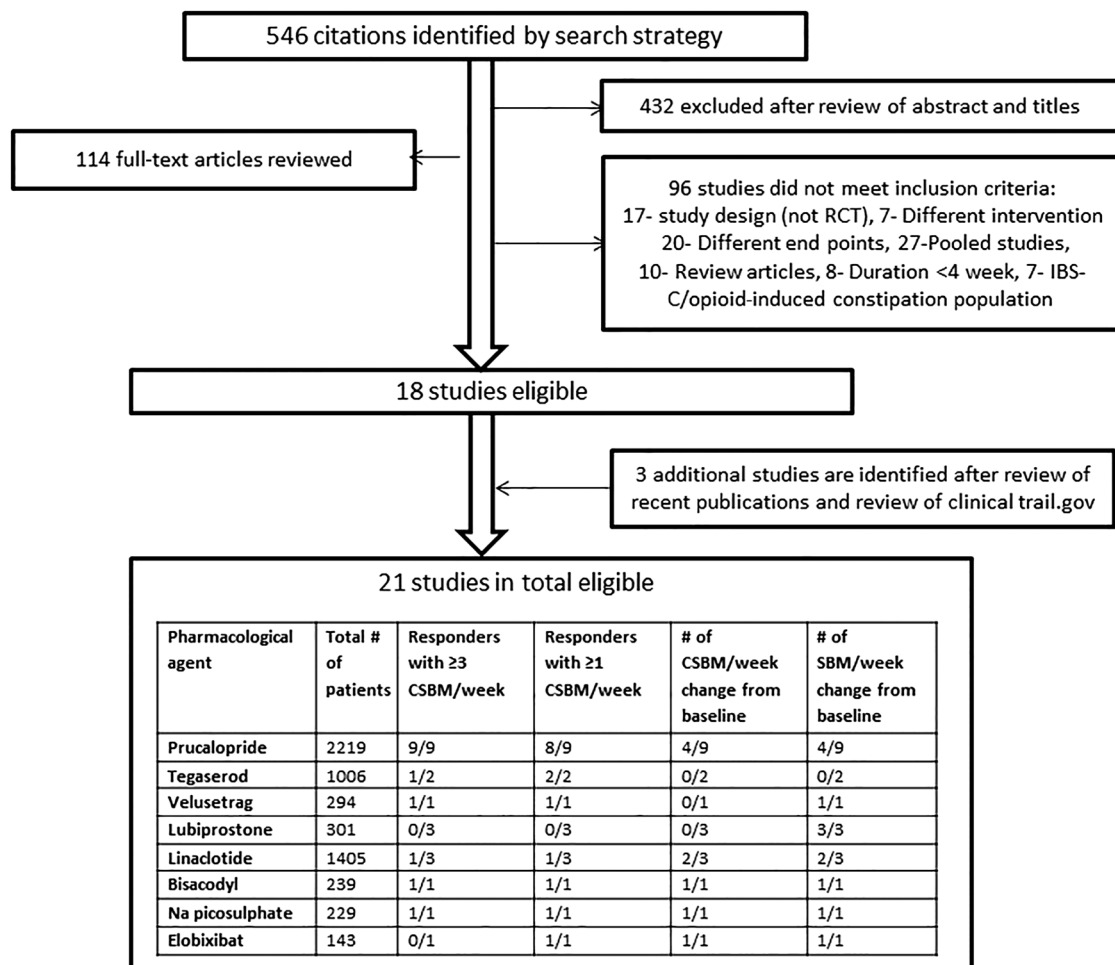 546 citations identified by search strategy
432 excluded after review of abstract and titles
114 full-text articles reviewed
96 studies did not meet inclusion criteria:
17- study design (not RCT), 7- Different intervention
20- Different end points, 27-Pooled studies,
10- Review articles, 8- Duration <4 week, 7- IBS-
C/opioid-induced constipation population
18 studies eligible
3 additional studies are identified after review of
recent publications and review of clinical trail.gov
21 studies in total eligible
Pharmacological agent Total # of patients Responders with ≥3 CSBM/week Responders with ≥1 CSBM/week # of CSBM/week change from baseline # of SBM/week change from baseline
Prucalopride 2219 9/9 8/9 4/9 4/9
Tegaserod 1006 1/2 2/2 0/2 0/2
Velusetrag 294 1/1 1/1 0/1 1/1
Lubiprostone 301 0/3 0/3 0/3 3/3
Linaclotide 1405 1/3 1/3 2/3 2/3
Bisacodyl 239 1/1 1/1 1/1 1/1
Na picosulphate 229 1/1 1/1 1/1 1/1
Elobixibat 143 0/1 1/1 1/1 1/1